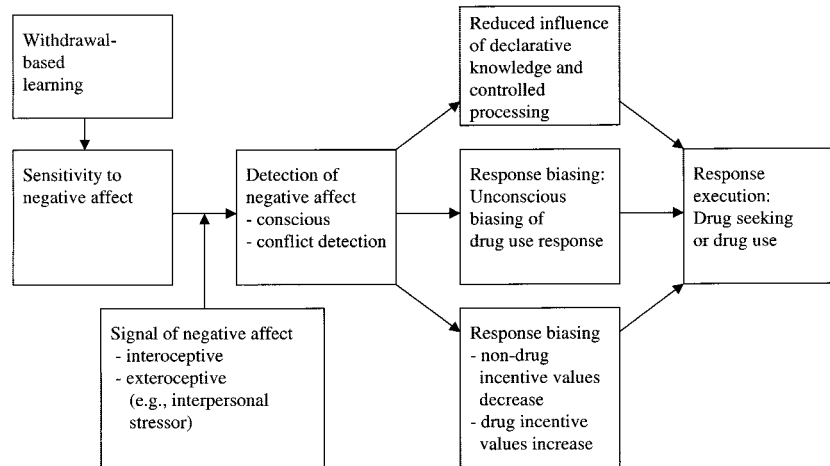 Withdrawal-
based
learning
Sensitivity to
negative affect
Signal of negative affect
- interoceptive
- exteroceptive
(e.g., interpersonal
stressor)
Detection of
negative affect
- conscious
- conflict detection
Reduced influence
of declarative
knowledge and
controlled
processing
Response biasing:
Unconscious
biasing of
drug use response
Response biasing
- non-drug
incentive values
decrease
- drug incentive
values increase
Response
execution:
Drug seeking
or drug use